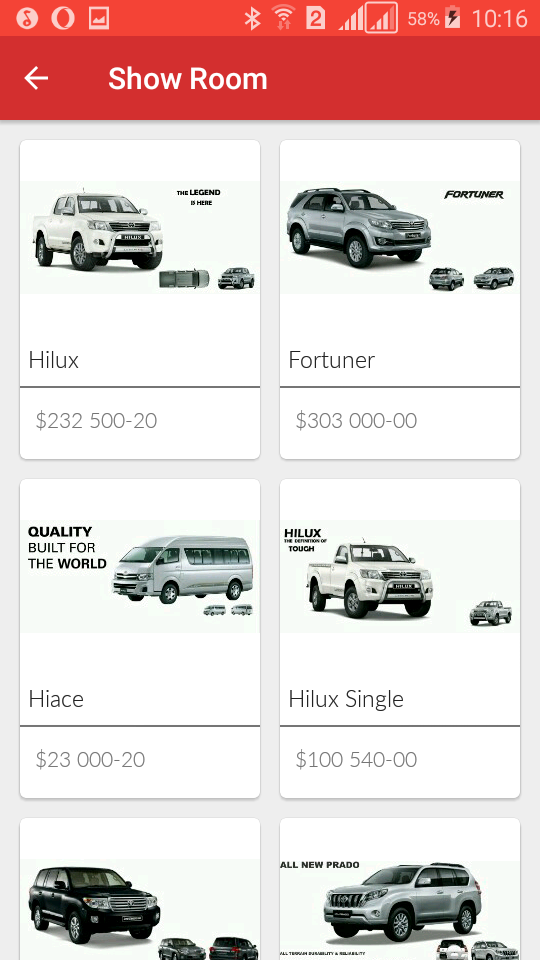 2 58% 10:16
Show Room
THE LEGEND
IS HERE
HILUX
Hilux
$232 500-20
FORTUNER
Fortuner
$303 000-00
QUALITY
BUILT FOR
THE WORLD
Hiace
$23 000-20
HILUX
THE DEFINITION OF
TOUGH
HILUX
Hilux Single
$100 540-00
ALL NEW PRADO
ALL TERRAIN DURABILITY & RELIABILITY